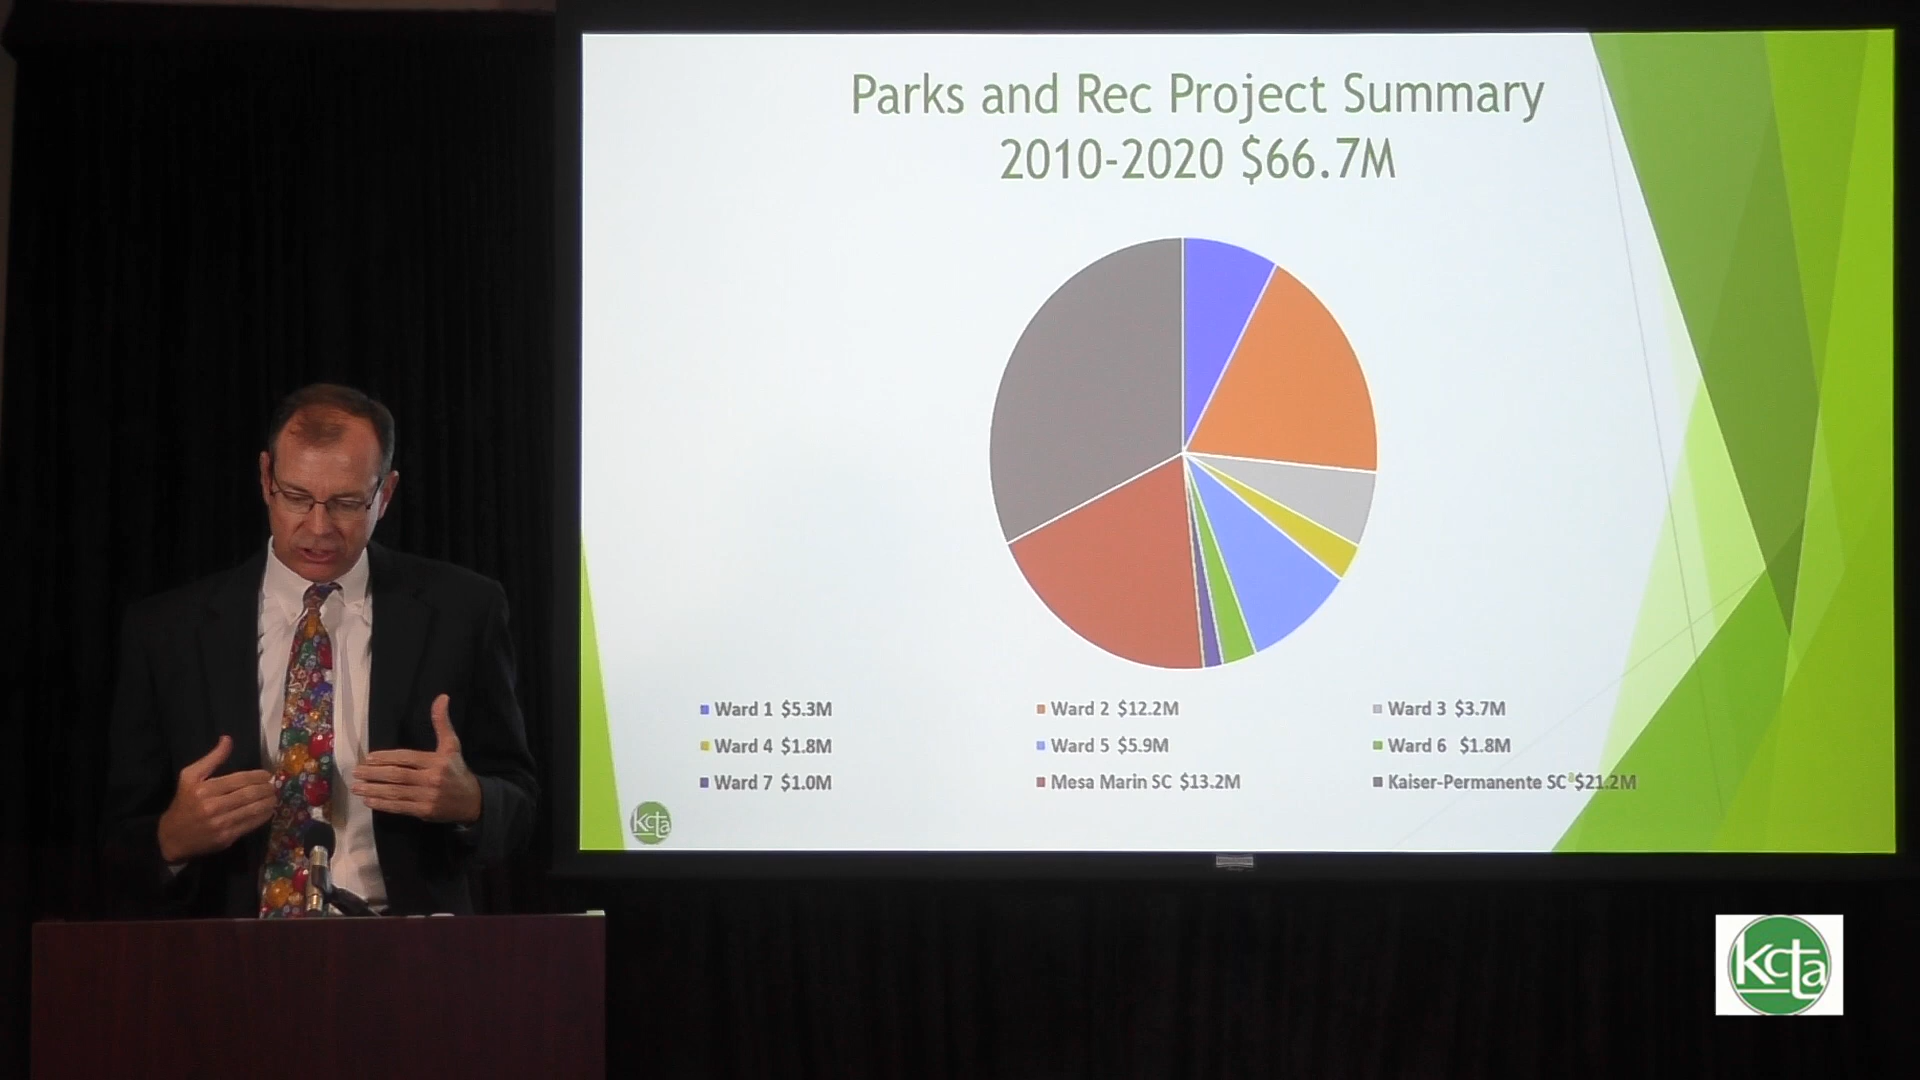 Parks and Rec Project Summary
2010-2020 $66.7M
Ward 1 $5.3M
Ward 2 $12.2M
Ward 3 $3.7M
Ward 4 $1.8M
Ward 5 $5.9M
Ward 6 $1.8M
Ward 7 $1.0M
Mesa Marin SC $13.2M
Kaiser-Permanente SC $21.2M
kcta
kcta